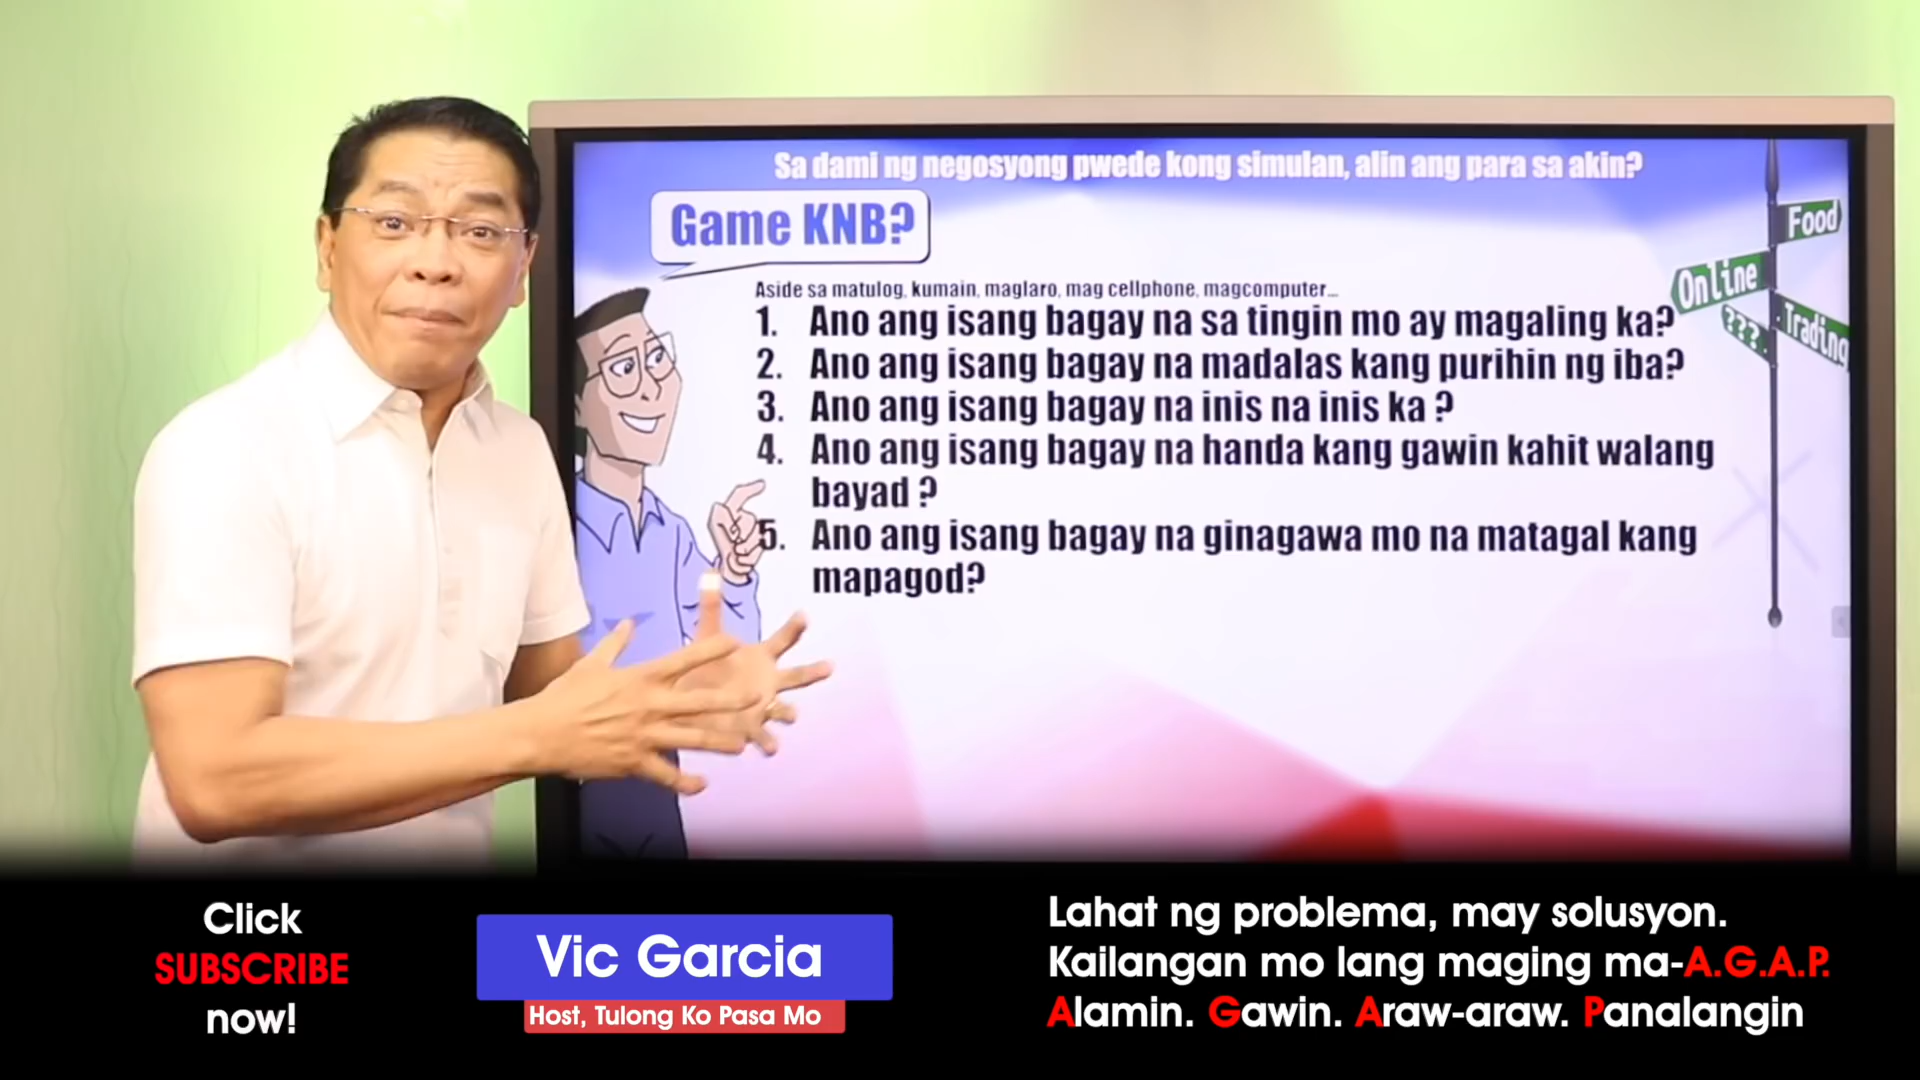 Sa dami ng negosyong pwede kong simulan, alin ang para sa akin?
Game KNB?
Food
Online
???
Trading
Aside sa matulog, kumain, maglaro, mag cellphone, magcomputer...
1. Ano ang isang bagay na sa tingin mo ay magaling ka?
2. Ano ang isang bagay na madalas kang purihin ng iba?
3. Ano ang isang bagay na inis na inis ka ?
4. Ano ang isang bagay na handa kang gawin kahit walang
bayad ?
5. Ano ang isang bagay na ginagawa mo na matagal kang
mapagod?
Click
SUBSCRIBE
now!
Vic Garcia
Host, Tulong Ko Pasa Mo
Lahat ng problema, may solusyon.
Kailangan mo lang maging ma-A.G.A.P.
Alamin. Gawin. Araw-araw. Panalangin